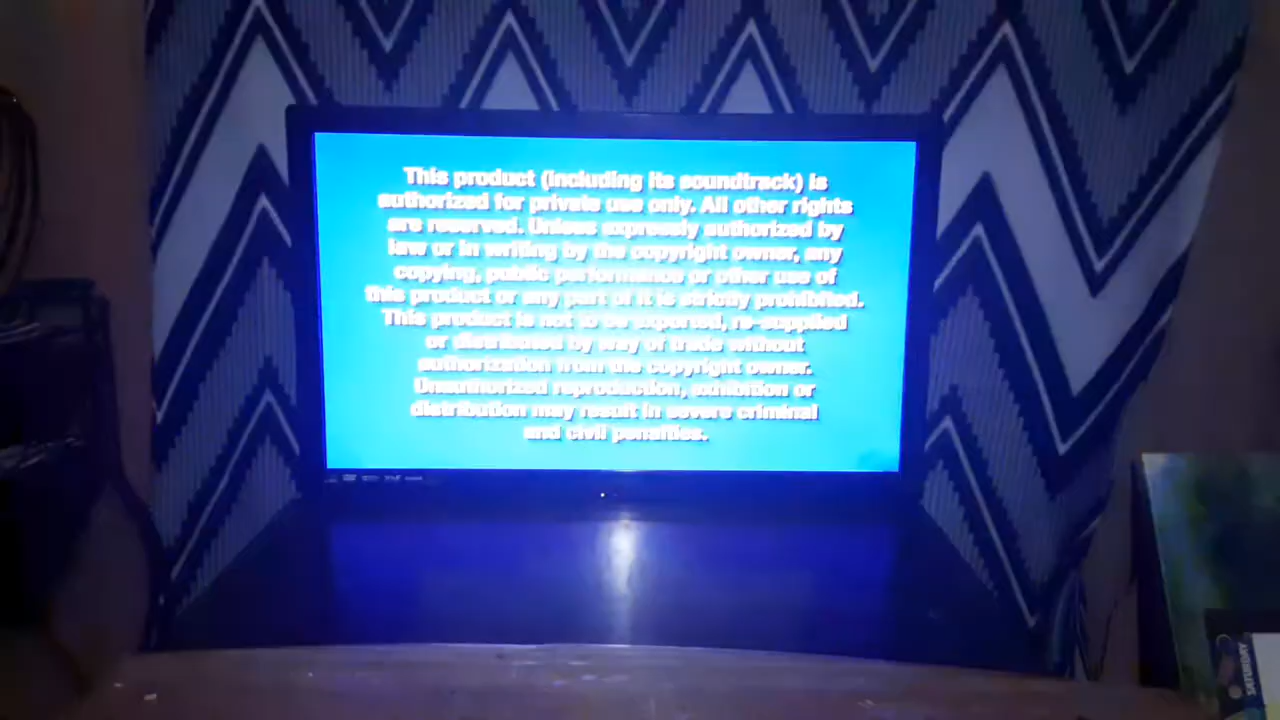 This product (including its soundtrack) is
authorized for private use only. All other rights
are reserved. Unless expressly authorized by
law or in writing by the copyright owner, any
copying, public performance or other use of
this product or any part of it is strictly prohibited.
This product is not to be exported, re-supplied
or distributed by way of trade without
authorization from the copyright owner.
Unauthorized reproduction, exhibition or
distribution may result in severe criminal
and civil penalties.
SATURDAY